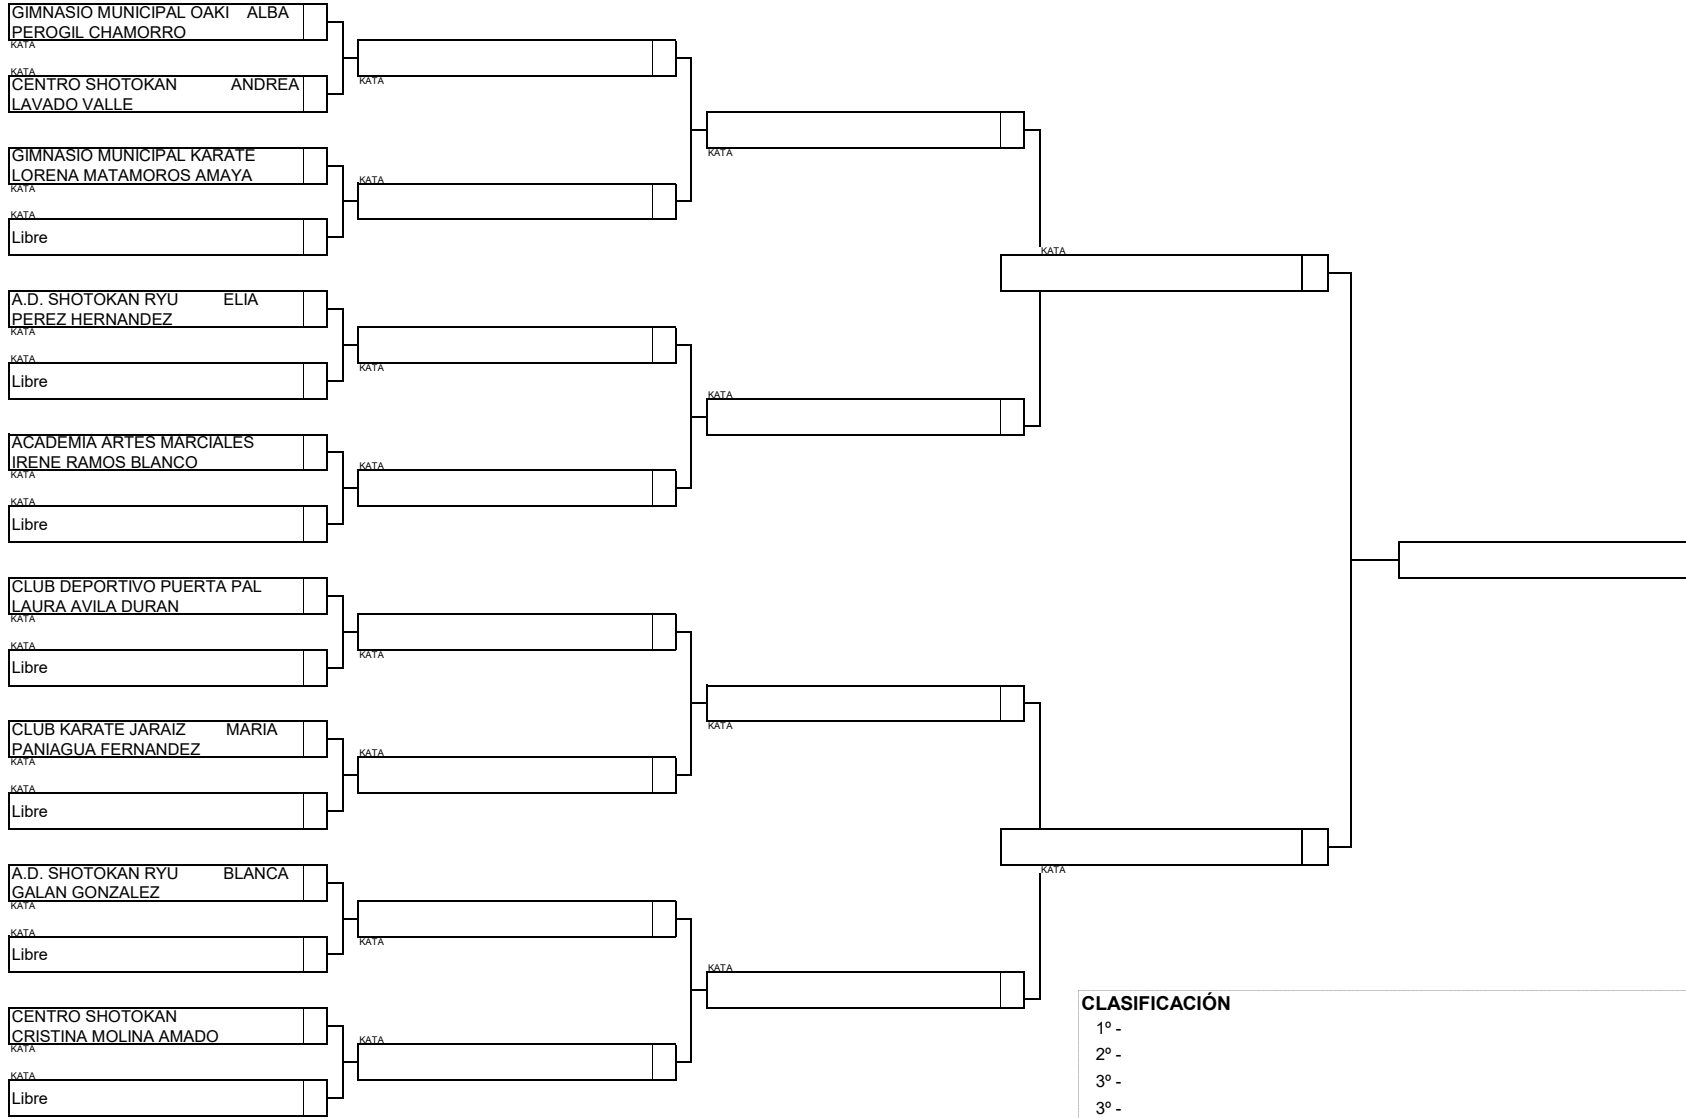 GIMNASIO MUNICIPAL OAKI ALBA
PEROGIL CHAMORRO
KATA
KATA
CENTRO SHOTOKAN ANDREA
LAVADO VALLE
GIMNASIO MUNICIPAL KARATE
LORENA MATAMOROS AMAYA
KATA
KATA
Libre
A.D. SHOTOKAN RYU ELIA
PEREZ HERNANDEZ
KATA
KATA
Libre
ACADEMIA ARTES MARCIALES
IRENE RAMOS BLANCO
KATA
KATA
Libre
CLUB DEPORTIVO PUERTA PAL
LAURA AVILA DURAN
KATA
KATA
Libre
CLUB KARATE JARAIZ MARIA
PANIAGUA FERNANDEZ
KATA
KATA
Libre
A.D. SHOTOKAN RYU BLANCA
GALAN GONZALEZ
KATA
KATA
Libre
CENTRO SHOTOKAN
CRISTINA MOLINA AMADO
KATA
KATA
Libre
KATA
KATA
KATA
KATA
KATA
KATA
KATA
KATA
KATA
KATA
KATA
KATA
KATA
KATA
CLASIFICACIÓN
1º -
2º -
3º -
3º -